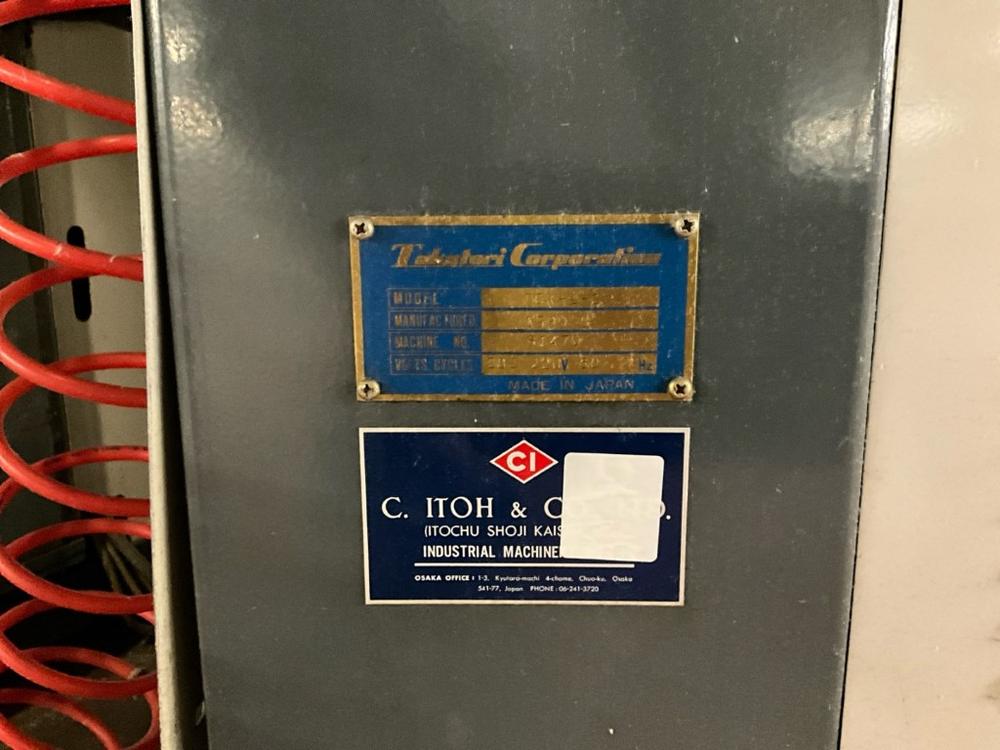 Takatori Corporation
MODEL
MANUFACTURED
MACHINE NO.
VOLTS CYCLES V Hz
MADE IN JAPAN
CI
C. ITOH & C D.
(ITOCHU SHOJI KAIS
INDUSTRIAL MACHINE
OSAKA OFFICE: 1-3, Kyutaro-machi 4-chome, Chuo-ku, Osaka
541-77, Japan PHONE: 06-241-3720